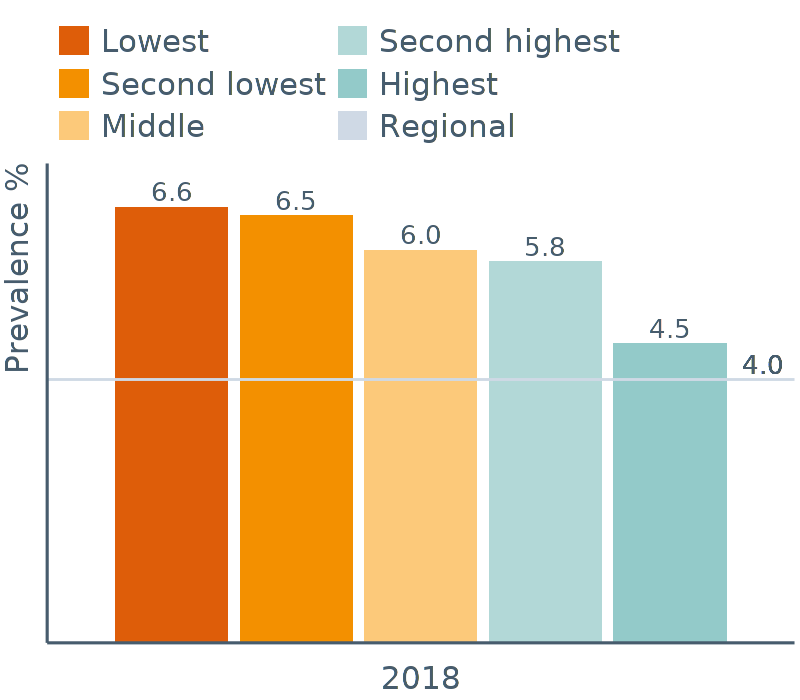 Lowest
Second lowest
Middle
Second highest
Highest
Regional
Prevalence %
6.6
6.5
6.0
5.8
4.5
4.0
2018